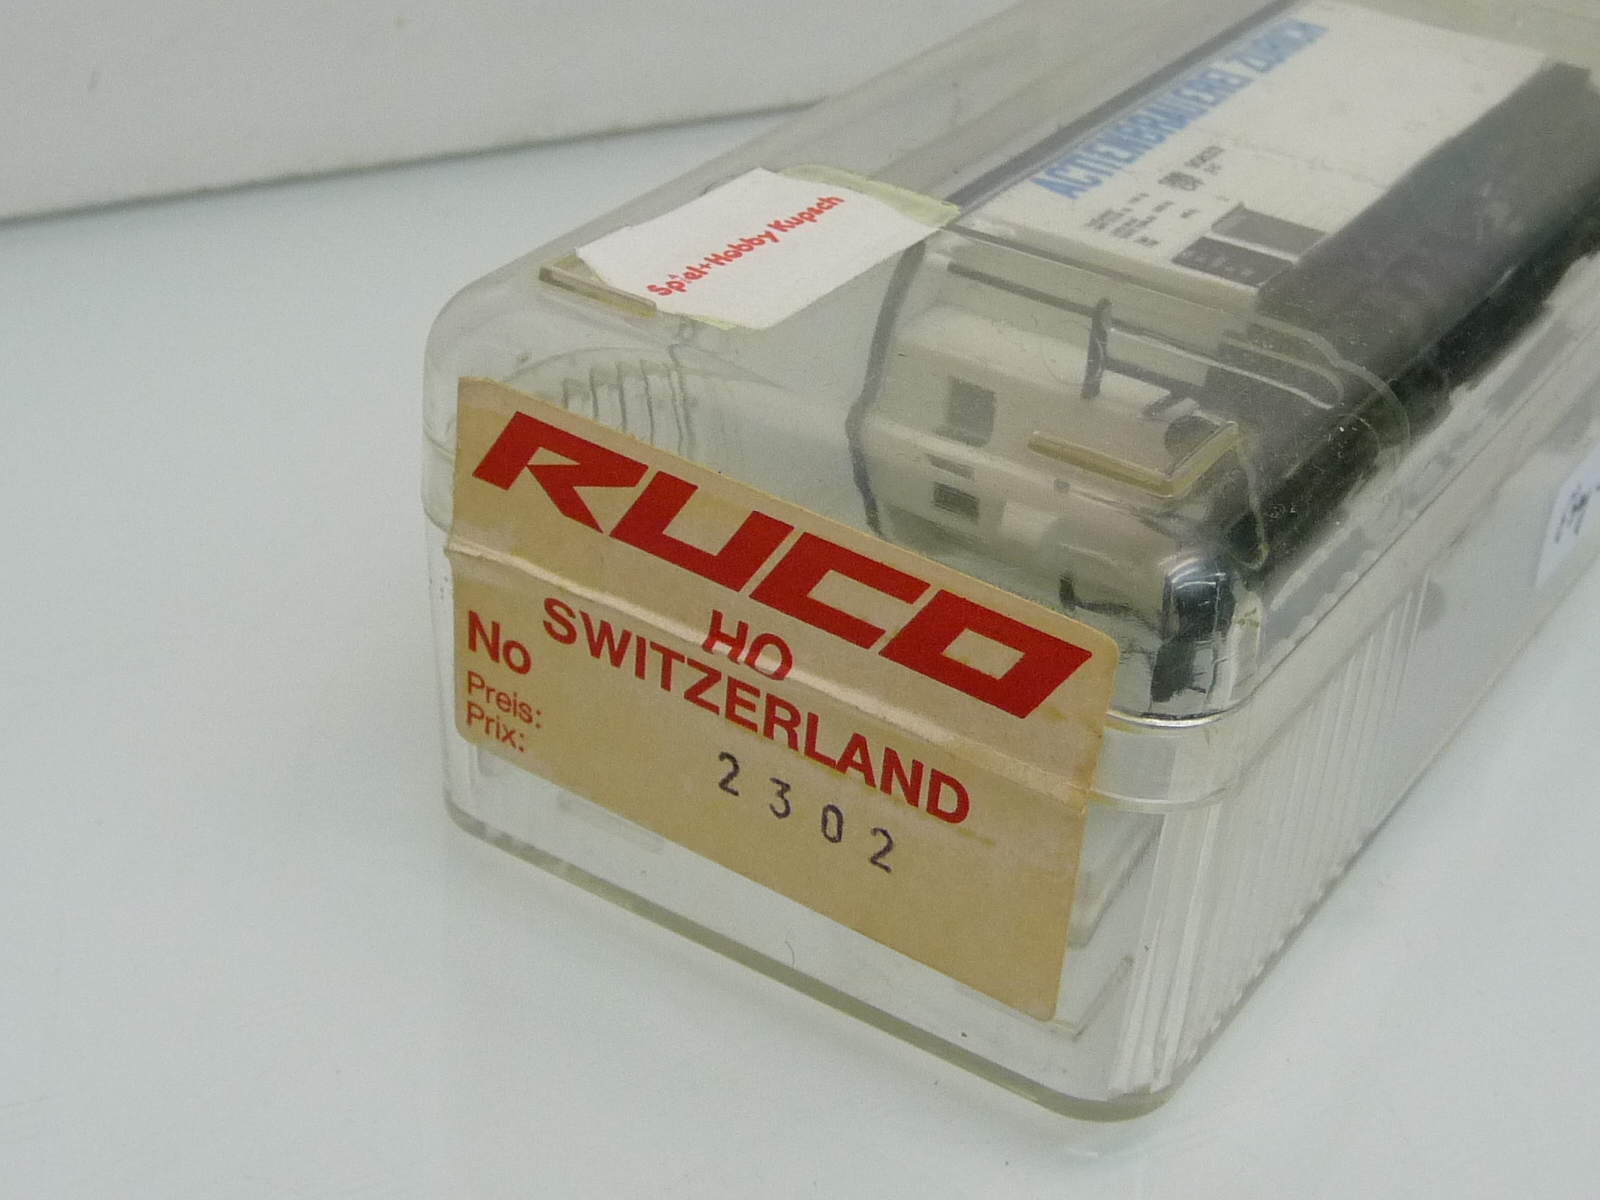 ACTIENBRAUEREI ZÜRICH
Spiel+Hobby Kupsch
RUCO
HO
SWITZERLAND
No
Preis:
Prix:
2302